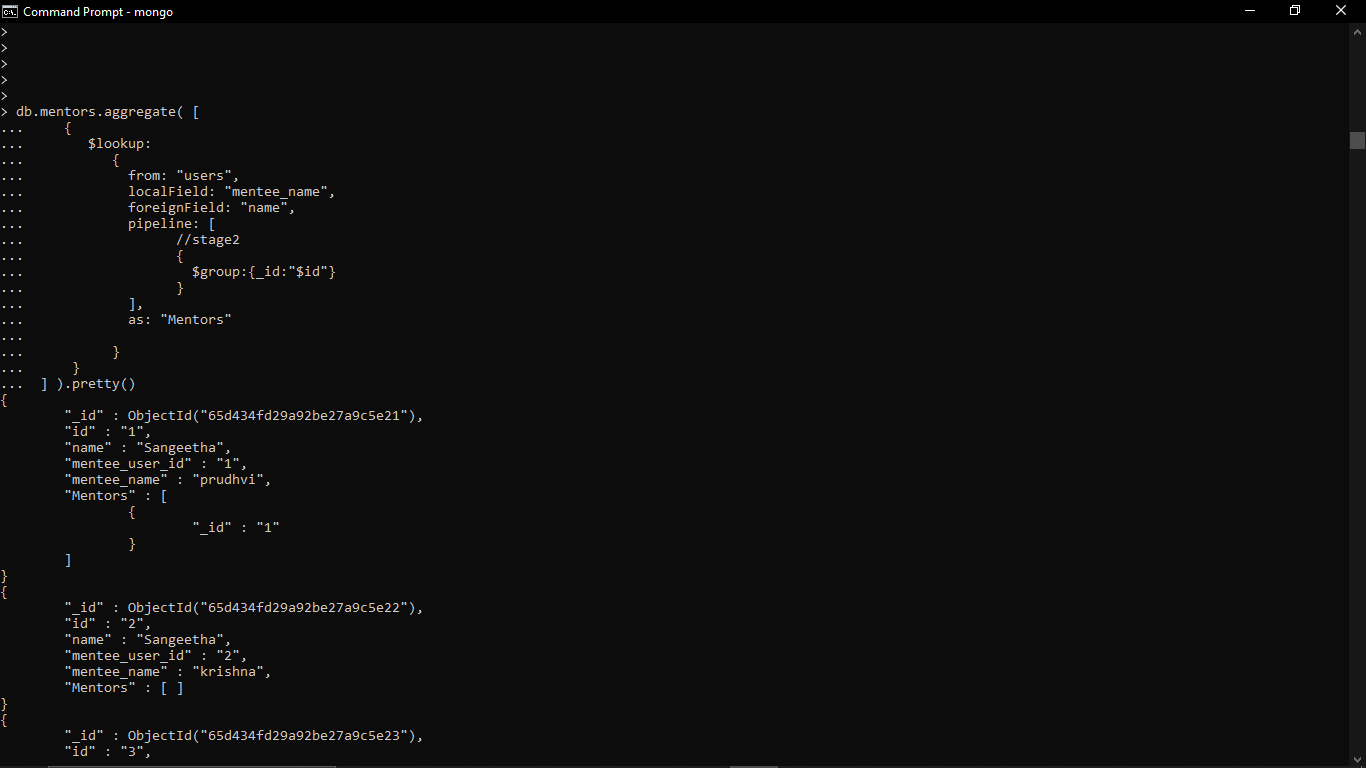 Command Prompt - mongo
>
>
>
>
>
> db.mentors.aggregate( [
...     {
...        $lookup:
...           {
...             from: "users",
...             localField: "mentee_name",
...             foreignField: "name",
...             pipeline: [
...                   //stage2
...                   {
...                     $group:{_id:"$id"}
...                   }
...             ],
...             as: "Mentors"
...
...           }
...      }
...  ] ).pretty()
{
        "_id" : ObjectId("65d434fd29a92be27a9c5e21"),
        "id" : "1",
        "name" : "Sangeetha",
        "mentee_user_id" : "1",
        "mentee_name" : "prudhvi",
        "Mentors" : [
                {
                        "_id" : "1"
                }
        ]
}
{
        "_id" : ObjectId("65d434fd29a92be27a9c5e22"),
        "id" : "2",
        "name" : "Sangeetha",
        "mentee_user_id" : "2",
        "mentee_name" : "krishna",
        "Mentors" : [ ]
}
{
        "_id" : ObjectId("65d434fd29a92be27a9c5e23"),
        "id" : "3",